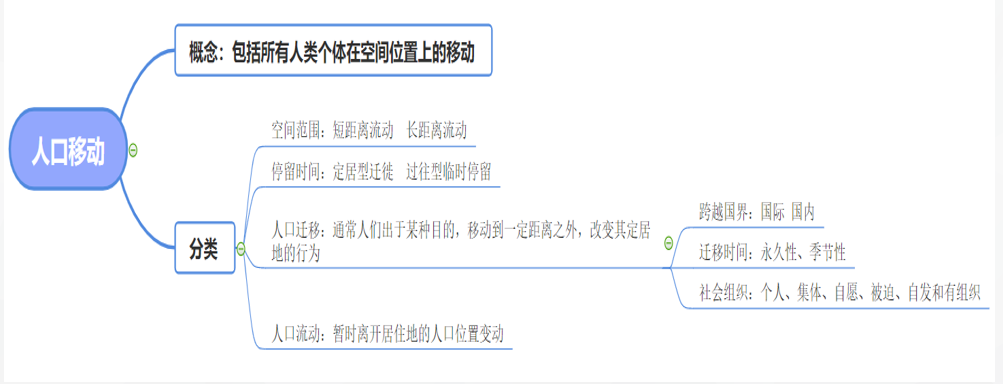 人口移动
概念：包括所有人类个体在空间位置上的移动
分类
空间范围：短距离流动 长距离流动
停留时间：定居型迁徙 过往型临时停留
人口迁移：通常人们出于某种目的，移动到一定距离之外，改变其定居
地的行为
跨越国界：国际 国内
迁移时间：永久性、季节性
社会组织：个人、集体、自愿、被迫、自发和有组织
人口流动：暂时离开居住地的人口位置变动